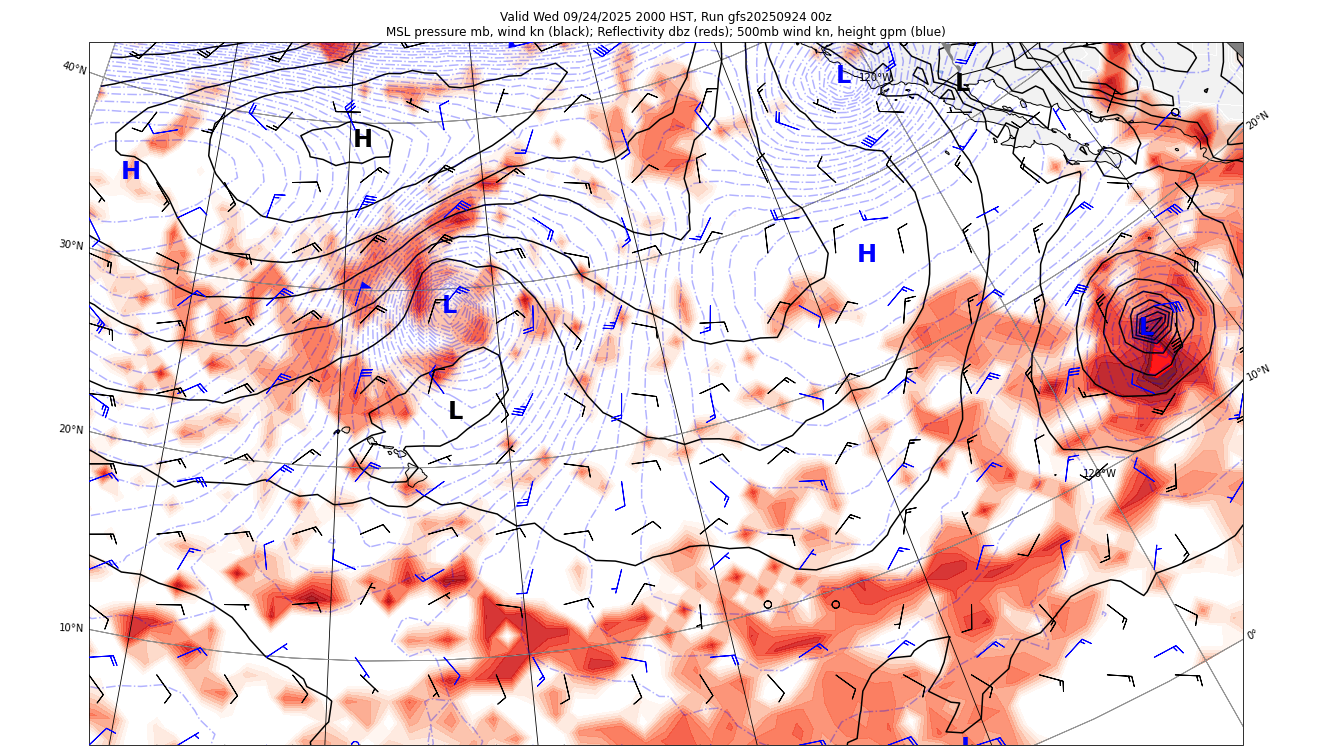 Valid Wed 09/24/2025 2000 HST, Run gfs20250924 00z
MSL pressure mb, wind kn (black); Reflectivity dbz (reds); 500mb wind kn, height gpm (blue)
40°N
L
120°W
L
20°N
H
H
30°N
H
L
L
10°N
L
20°N
120°W
10°N
0°
L